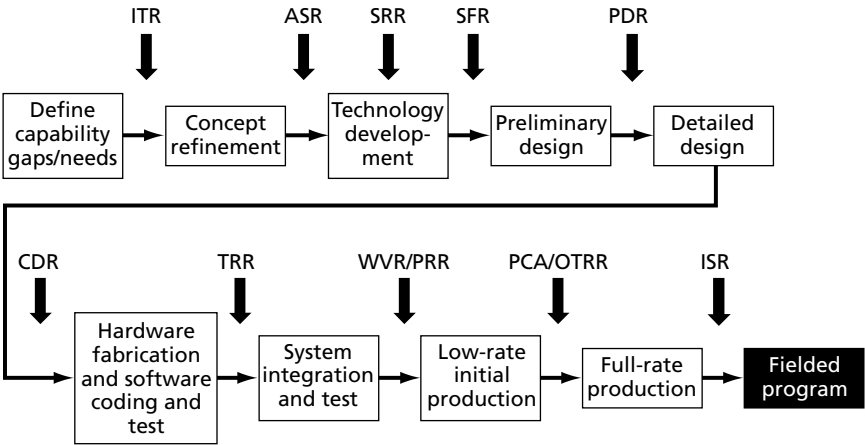 ITR ASR SRR SFR PDR
Define
capability
gaps/needs
Concept
refinement
Technology
develop-
ment
Preliminary
design
Detailed
design
CDR TRR WVR/PRR PCA/OTRR ISR
Hardware
fabrication
and software
coding and
test
System
integration
and test
Low-rate
initial
production
Full-rate
production
Fielded
program